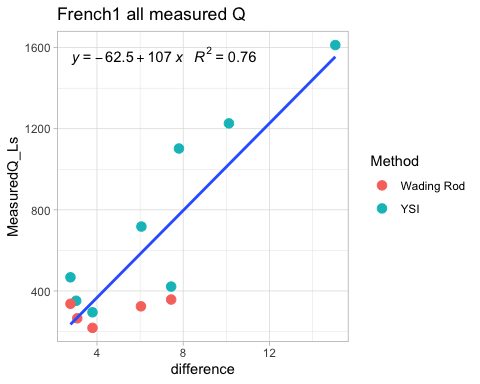 French1 all measured Q
y = −62.5 + 107 x R² = 0.76
1600
1200
800
400
MeasuredQ_Ls
4 8 12
difference
Method
Wading Rod
YSI